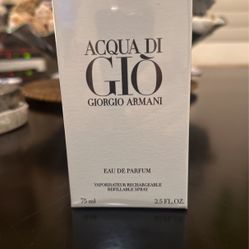 ACQUA DI
GIÒ
GIORGIO ARMANI
EAU DE PARFUM
VAPORISATEUR RECHARGEABLE
REFILLABLE SPRAY
75 ml 2.5 FL. OZ.